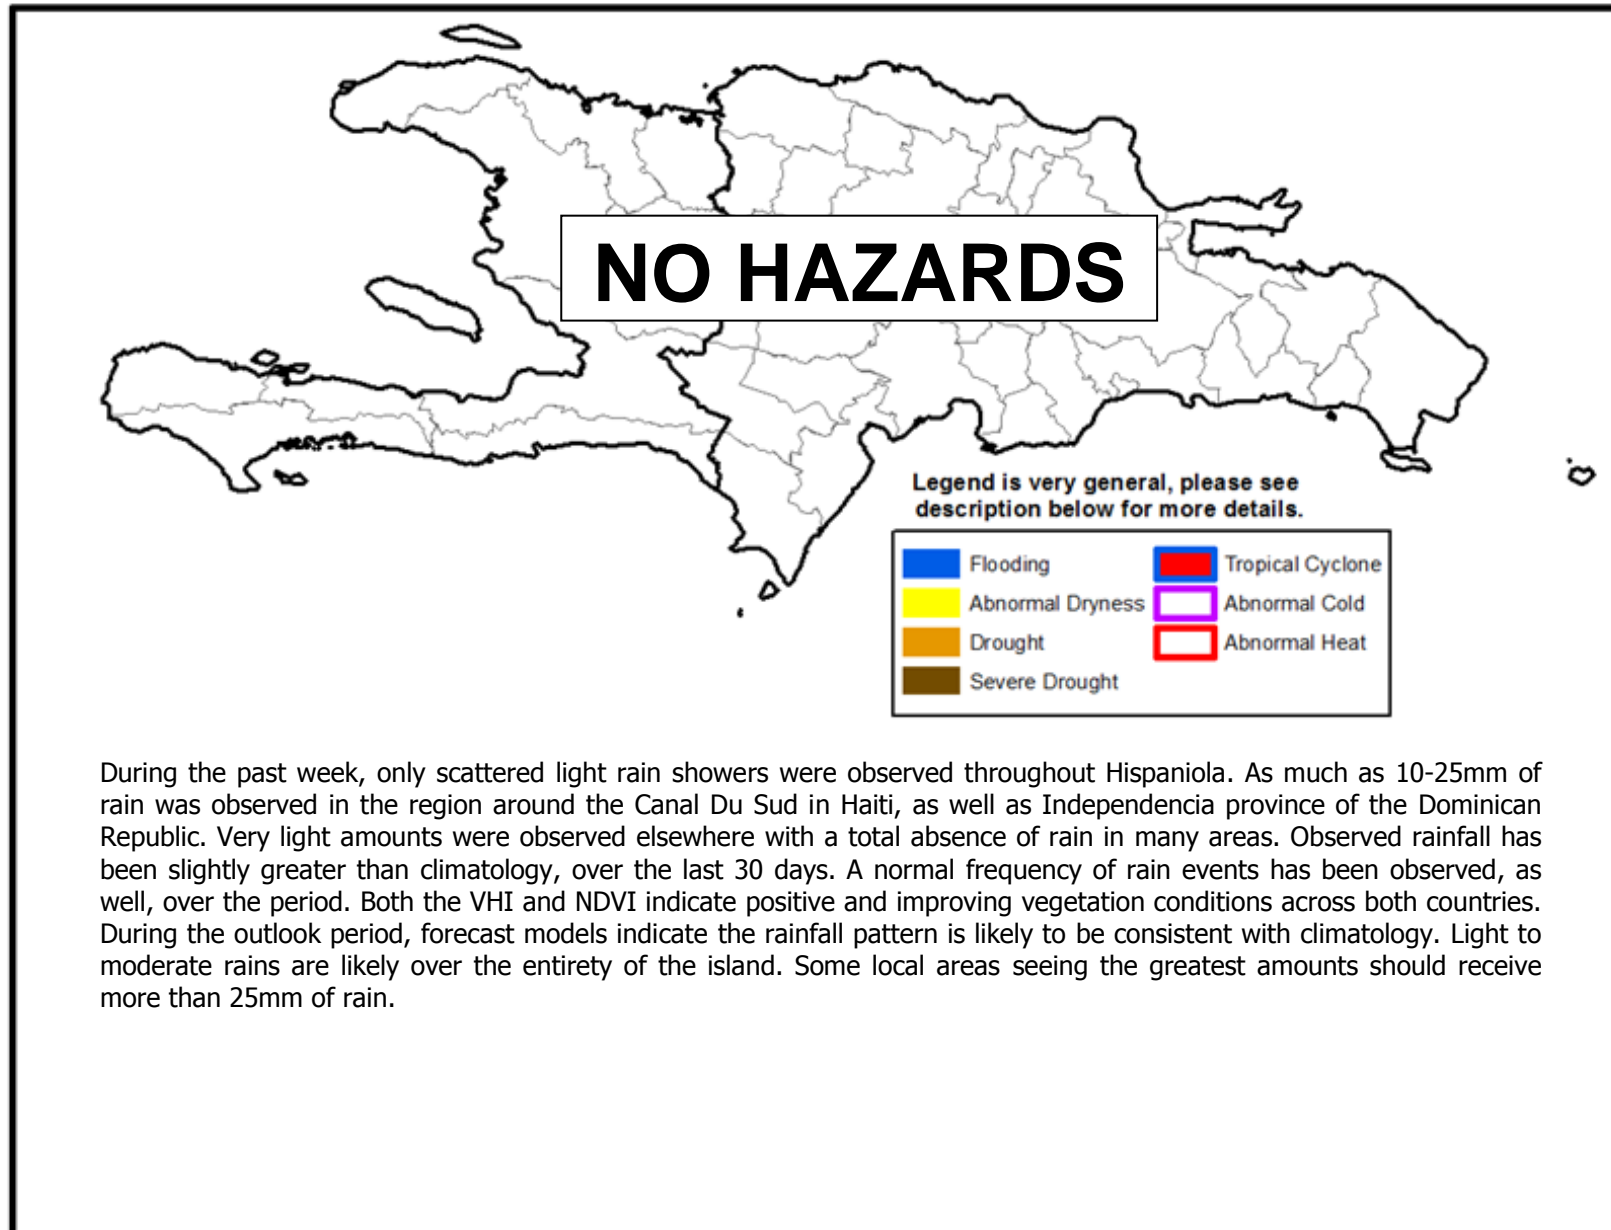 NO HAZARDS
Legend is very general, please see
description below for more details.
Flooding
Tropical Cyclone
Abnormal Dryness
Abnormal Cold
Drought
Abnormal Heat
Severe Drought
During the past week, only scattered light rain showers were observed throughout Hispaniola. As much as 10-25mm of
rain was observed in the region around the Canal Du Sud in Haiti, as well as Independencia province of the Dominican
Republic. Very light amounts were observed elsewhere with a total absence of rain in many areas. Observed rainfall has
been slightly greater than climatology, over the last 30 days. A normal frequency of rain events has been observed, as
well, over the period. Both the VHI and NDVI indicate positive and improving vegetation conditions across both countries.
During the outlook period, forecast models indicate the rainfall pattern is likely to be consistent with climatology. Light to
moderate rains are likely over the entirety of the island. Some local areas seeing the greatest amounts should receive
more than 25mm of rain.